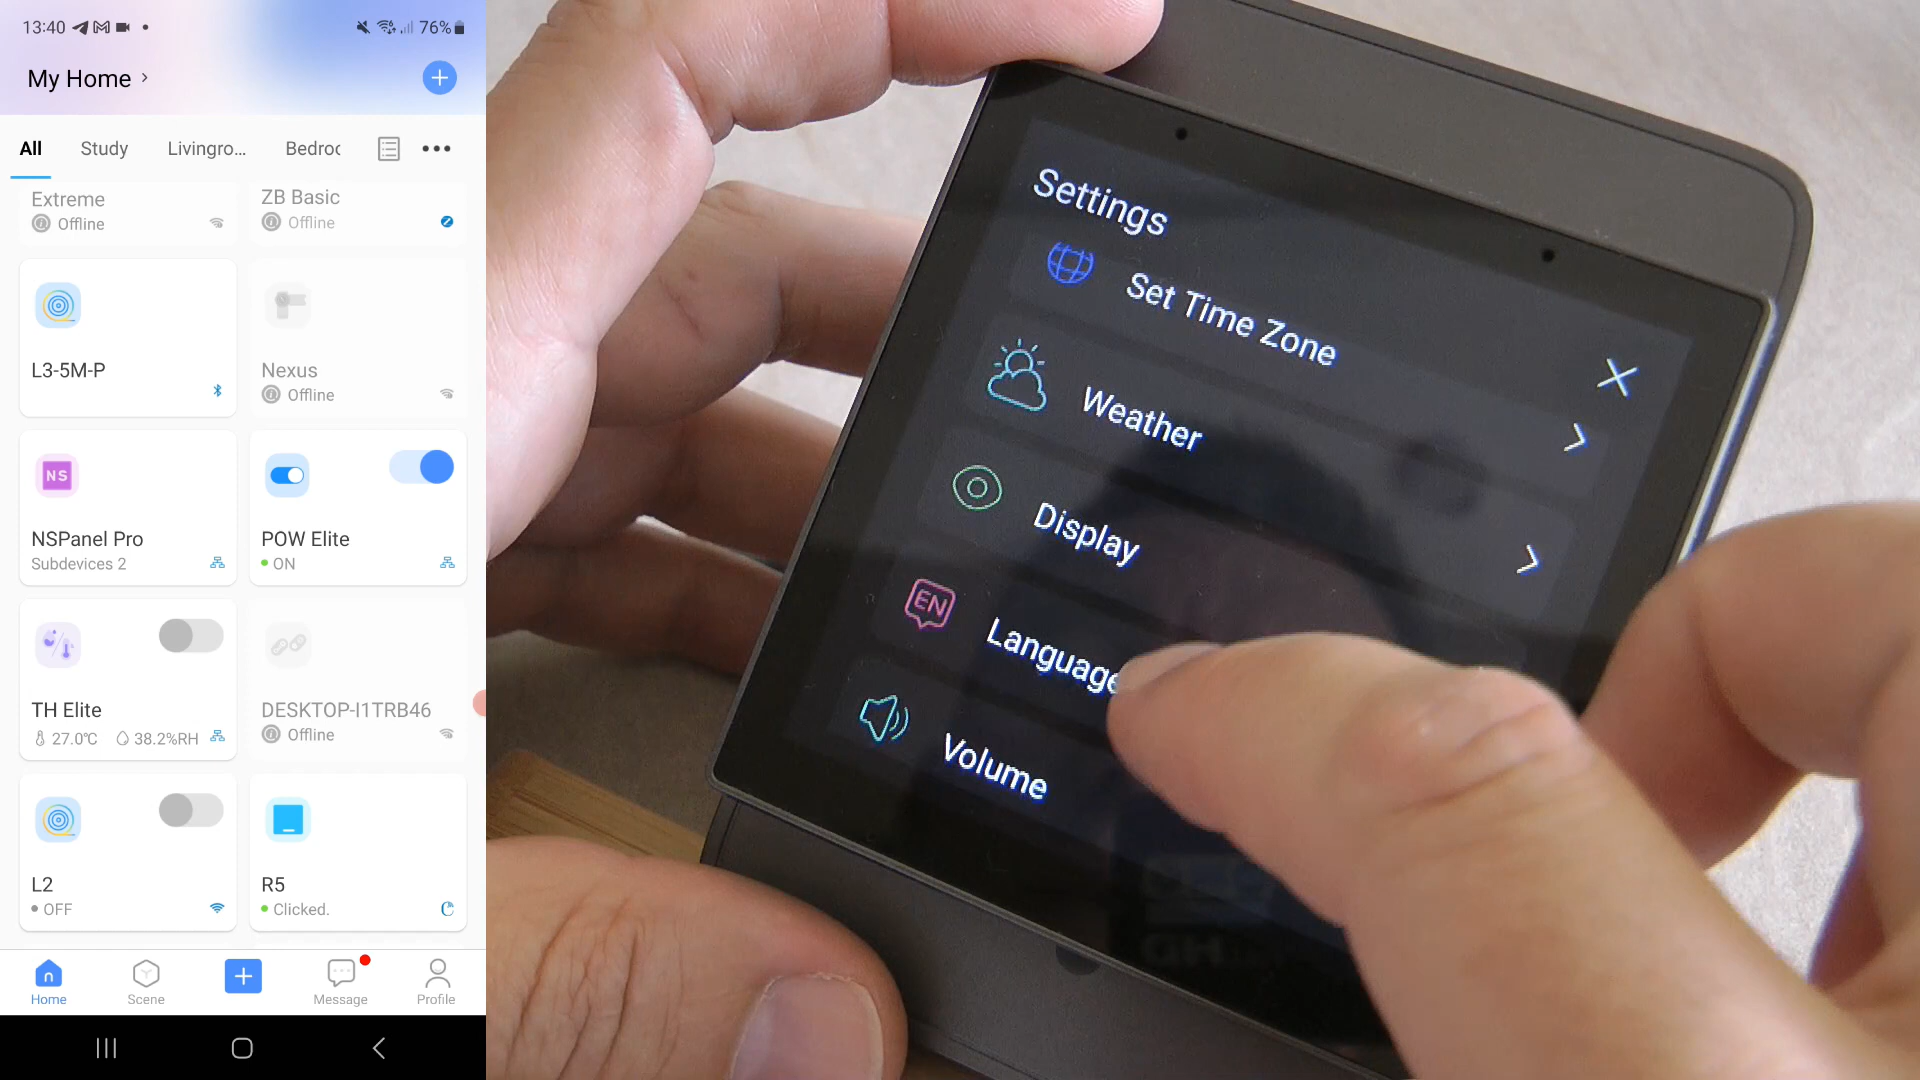 13:40
76%
My Home
All
Study
Livingro...
Bedroc
Extreme
Offline
ZB Basic
Offline
L3-5M-P
Nexus
Offline
NS
NSPanel Pro
Subdevices 2
POW Elite
ON
TH Elite
27.0℃
38.2%RH
DESKTOP-I1TRB46
Offline
L2
OFF
R5
Clicked.
Home
Scene
Message
Profile
Settings
Set Time Zone
Weather
Display
EN
Language
Volume